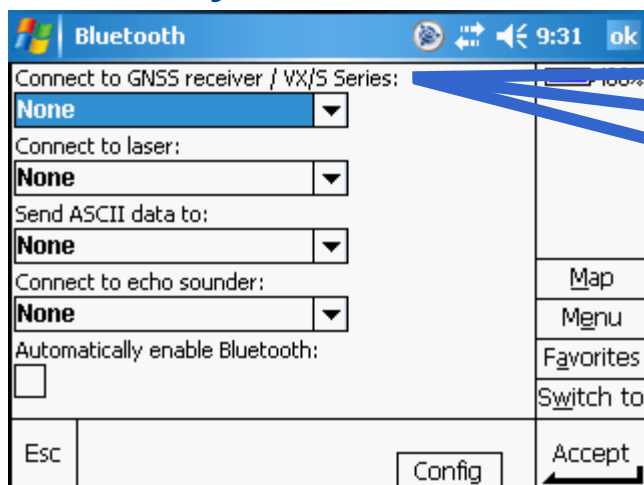 Bluetooth 9:31 ok
Connect to GNSS receiver / VX/S Series:
None
Connect to laser:
None
Send ASCII data to:
None
Connect to echo sounder:
None
Automatically enable Bluetooth:
Map
Menu
Favorites
Switch to
Esc
Config
Accept